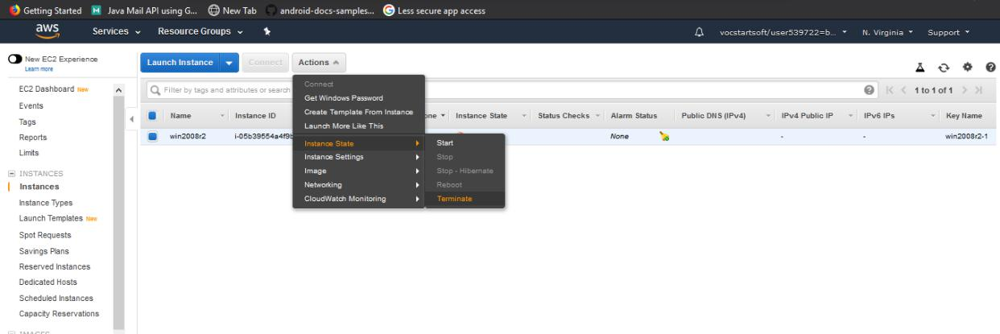 Getting Started Java Mail API using G... New Tab android-docs-samples... Less secure app access
aws Services Resource Groups vocstartsoft/user539722=b... N. Virginia Support
New EC2 Experience
Learn more
Launch Instance Connect Actions
EC2 Dashboard New
Events
Tags
Reports
Limits
INSTANCES
Instances
Instance Types
Launch Templates New
Spot Requests
Savings Plans
Reserved Instances
Dedicated Hosts
Scheduled Instances
Capacity Reservations
IMAGES
Filter by tags and attributes or search 1 to 1 of 1
Name Instance ID one Instance State Status Checks Alarm Status Public DNS (IPv4) IPv4 Public IP IPv6 IPs Key Name
win2008r2 i-05b39554a4f9b None - - win2008r2-1
Connect
Get Windows Password
Create Template From Instance
Launch More Like This
Instance State
Instance Settings
Image
Networking
CloudWatch Monitoring
Start
Stop
Stop - Hibernate
Reboot
Terminate